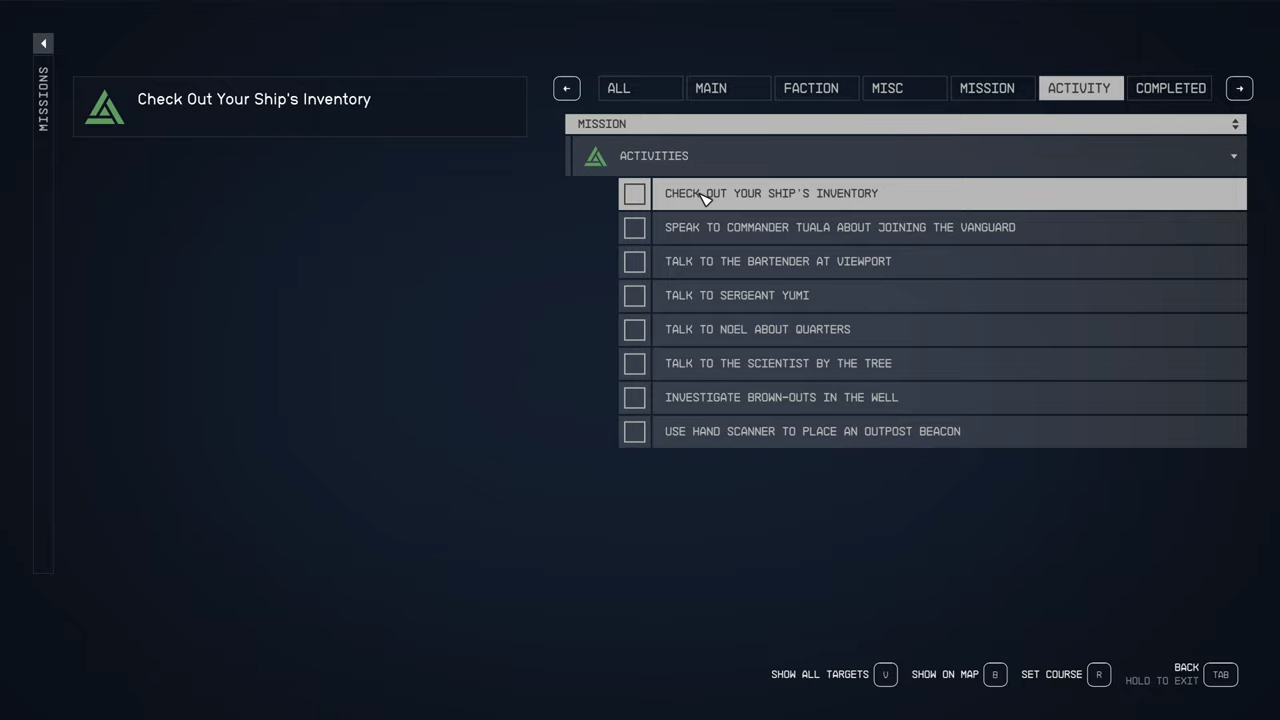 MISSIONS
Check Out Your Ship's Inventory
ALL MAIN FACTION MISC MISSION ACTIVITY COMPLETED
MISSION
ACTIVITIES
CHECK OUT YOUR SHIP'S INVENTORY
SPEAK TO COMMANDER TUALA ABOUT JOINING THE VANGUARD
TALK TO THE BARTENDER AT VIEWPORT
TALK TO SERGEANT YUMI
TALK TO NOEL ABOUT QUARTERS
TALK TO THE SCIENTIST BY THE TREE
INVESTIGATE BROWN-OUTS IN THE WELL
USE HAND SCANNER TO PLACE AN OUTPOST BEACON
SHOW ALL TARGETS V SHOW ON MAP B SET COURSE R BACK TAB
HOLD TO EXIT